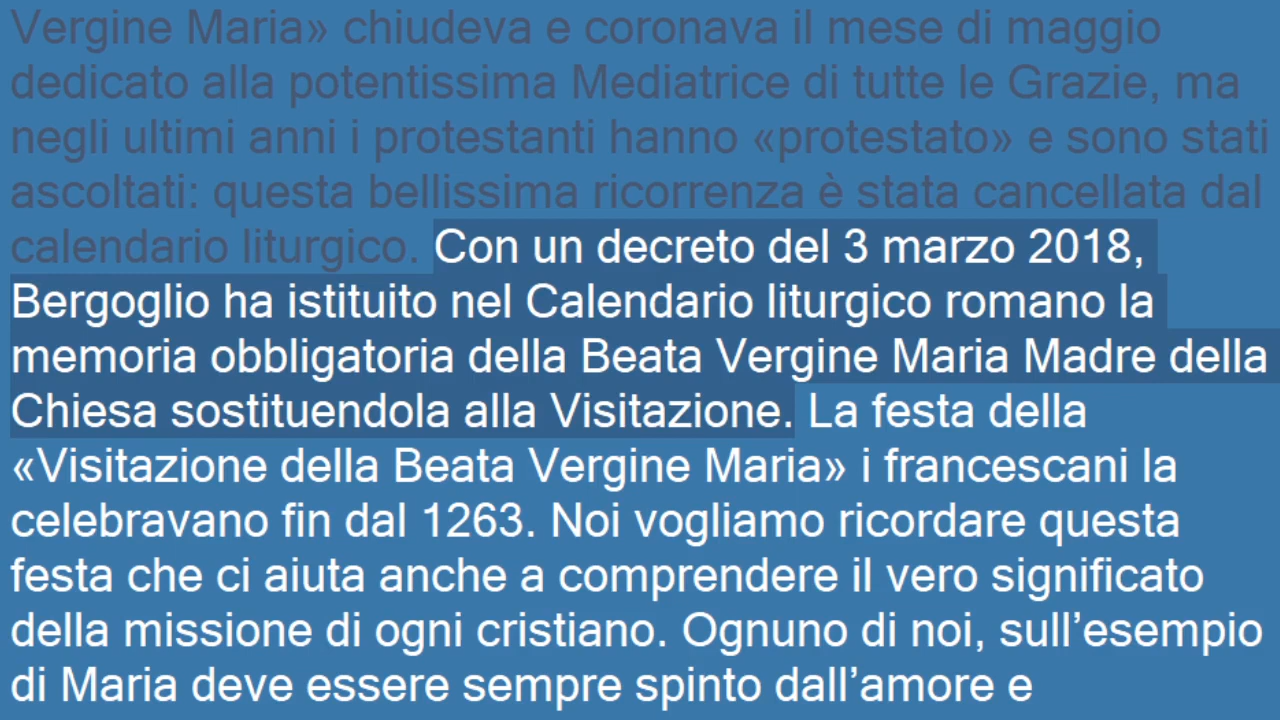 Vergine Maria» chiudeva e coronava il mese di maggio
dedicato alla potentissima Mediatrice di tutte le Grazie, ma
negli ultimi anni i protestanti hanno «protestato» e sono stati
ascoltati: questa bellissima ricorrenza è stata cancellata dal
calendario liturgico. Con un decreto del 3 marzo 2018,
Bergoglio ha istituito nel Calendario liturgico romano la
memoria obbligatoria della Beata Vergine Maria Madre della
Chiesa sostituendola alla Visitazione. La festa della
«Visitazione della Beata Vergine Maria» i francescani la
celebravano fin dal 1263. Noi vogliamo ricordare questa
festa che ci aiuta anche a comprendere il vero significato
della missione di ogni cristiano. Ognuno di noi, sull’esempio
di Maria deve essere sempre spinto dall’amore e